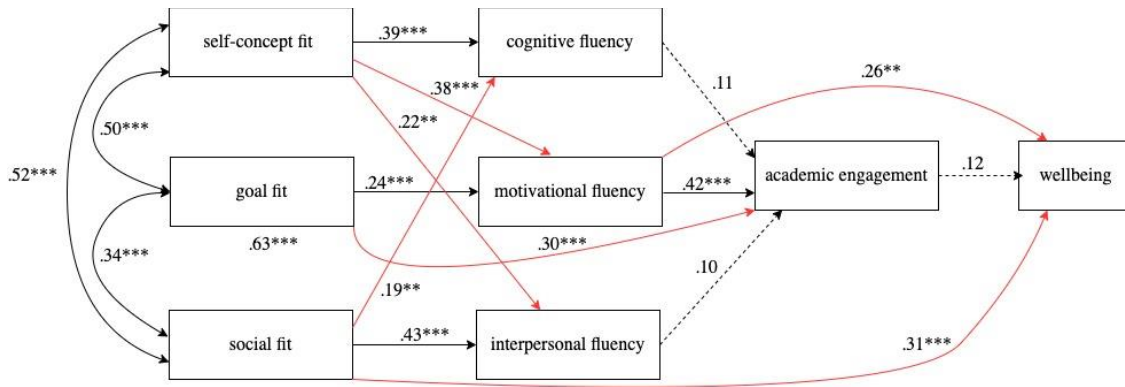 self-concept fit
.39***
cognitive fluency
.38***
.11
.26**
.22**
.50***
.52***
goal fit
.24***
motivational fluency
.42***
academic engagement
.12
wellbeing
.63***
.30***
.34***
.10
.19**
social fit
.43***
interpersonal fluency
.31***